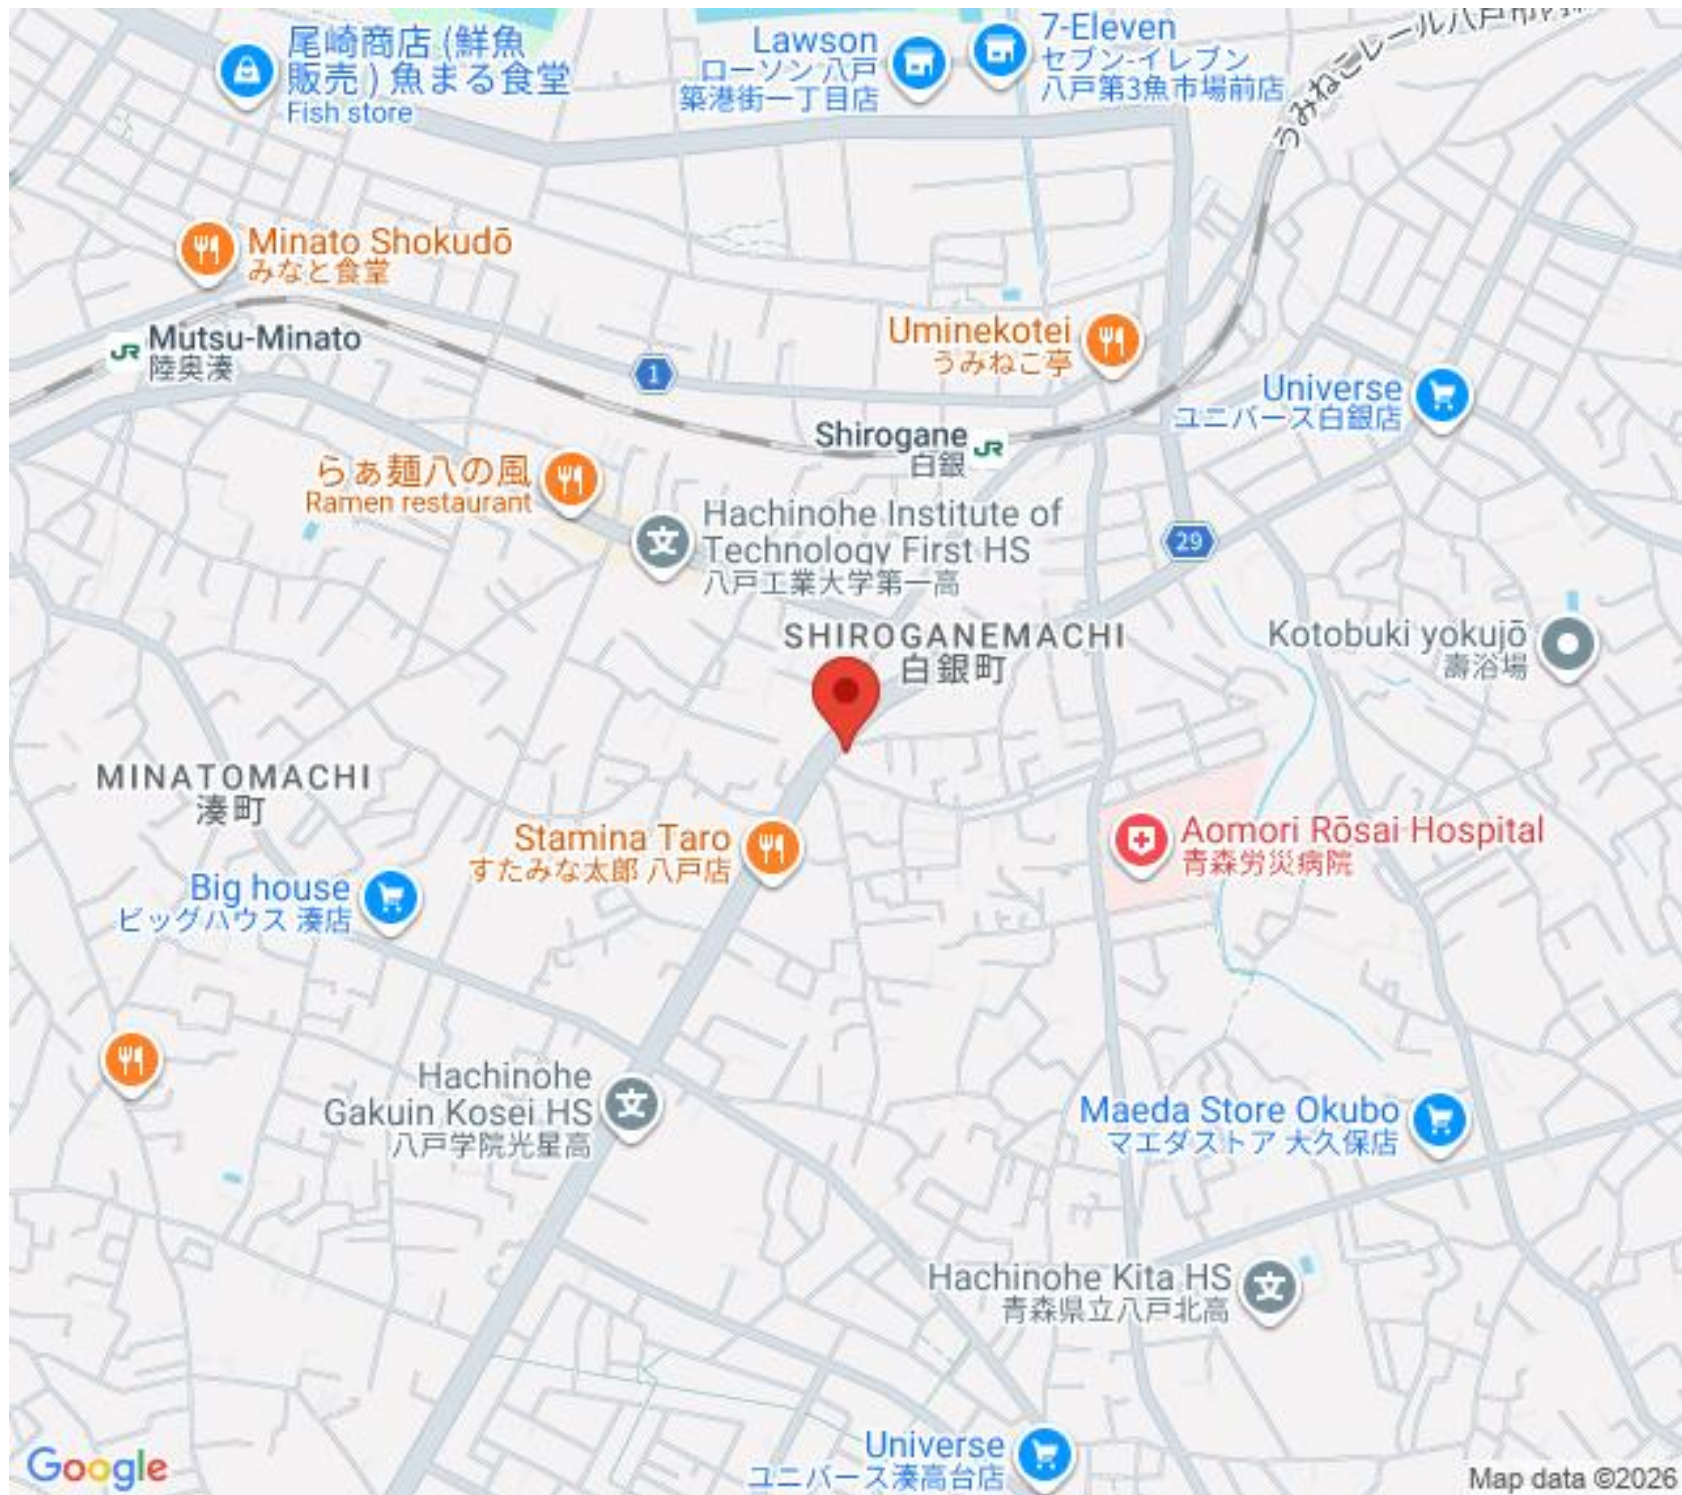 尾崎商店 (鮮魚
販売 ) 魚まる食堂
Fish store
Lawson
ローソン 八戸
築港街一丁目店
7-Eleven
セブン-イレブン
八戸第3魚市場前店
うみねこレール八戸市内線
Minato Shokudō
みなと食堂
Mutsu-Minato
陸奥湊
1
Uminekotei
うみねこ亭
Universe
ユニバース白銀店
Shirogane
白銀
らぁ麺八の風
Ramen restaurant
Hachinohe Institute of
Technology First HS
八戸工業大学第一高
29
SHIROGANEMACHI
白銀町
Kotobuki yokujō
壽浴場
MINATOMACHI
湊町
Stamina Taro
すたみな太郎 八戸店
Aomori Rōsai Hospital
青森労災病院
Big house
ビッグハウス 湊店
Hachinohe
Gakuin Kosei HS
八戸学院光星高
Maeda Store Okubo
マエダストア 大久保店
Hachinohe Kita HS
青森県立八戸北高
Universe
ユニバース湊高台店
Google
Map data ©2026